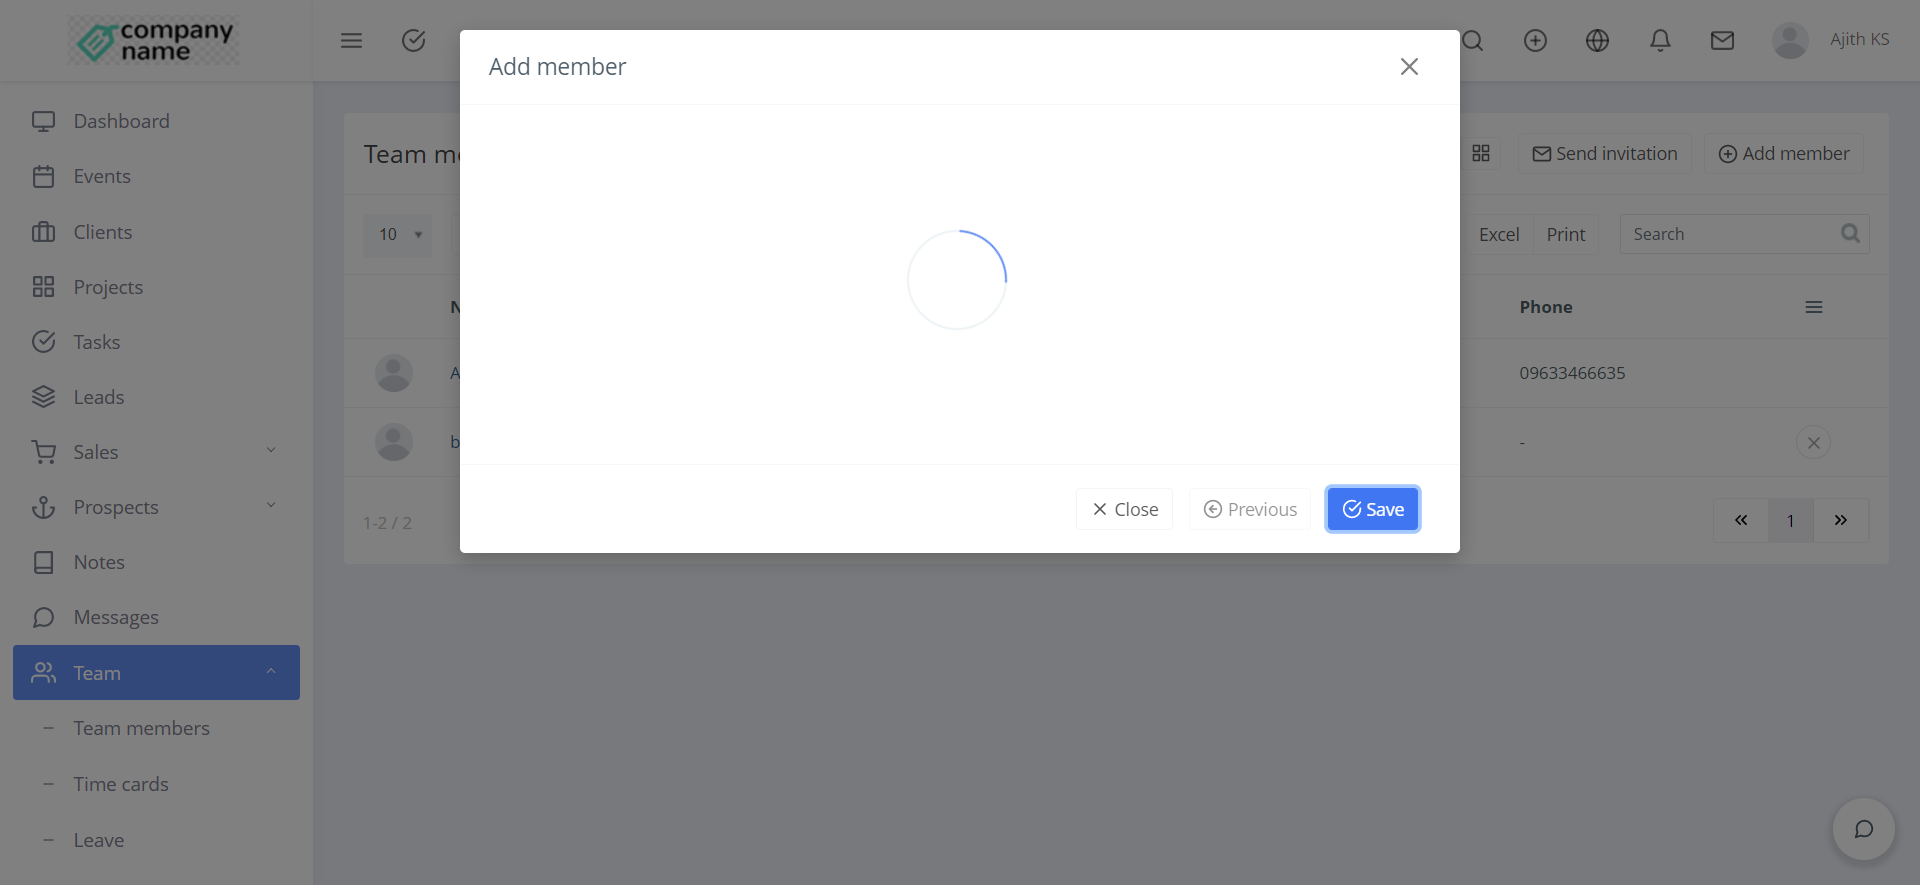 company
name
Ajith KS
Add member
Dashboard
Events
Clients
Projects
Tasks
Leads
Sales
Prospects
Notes
Messages
Team
Team members
Time cards
Leave
Team
Send invitation
Add member
10
Excel
Print
Search
Phone
09633466635
-
1-2 / 2
1
Close
Previous
Save